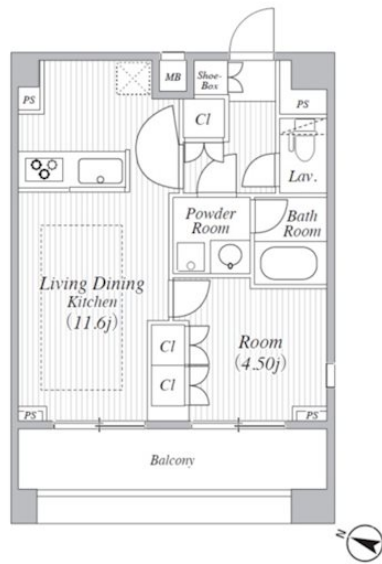 MB
Shoe-
Box
PS
PS
Cl
Lav.
Powder
Room
Bath
Room
Living Dining
Kitchen
(11.6j)
Cl
Cl
Room
(4.50j)
PS
PS
Balcony
N